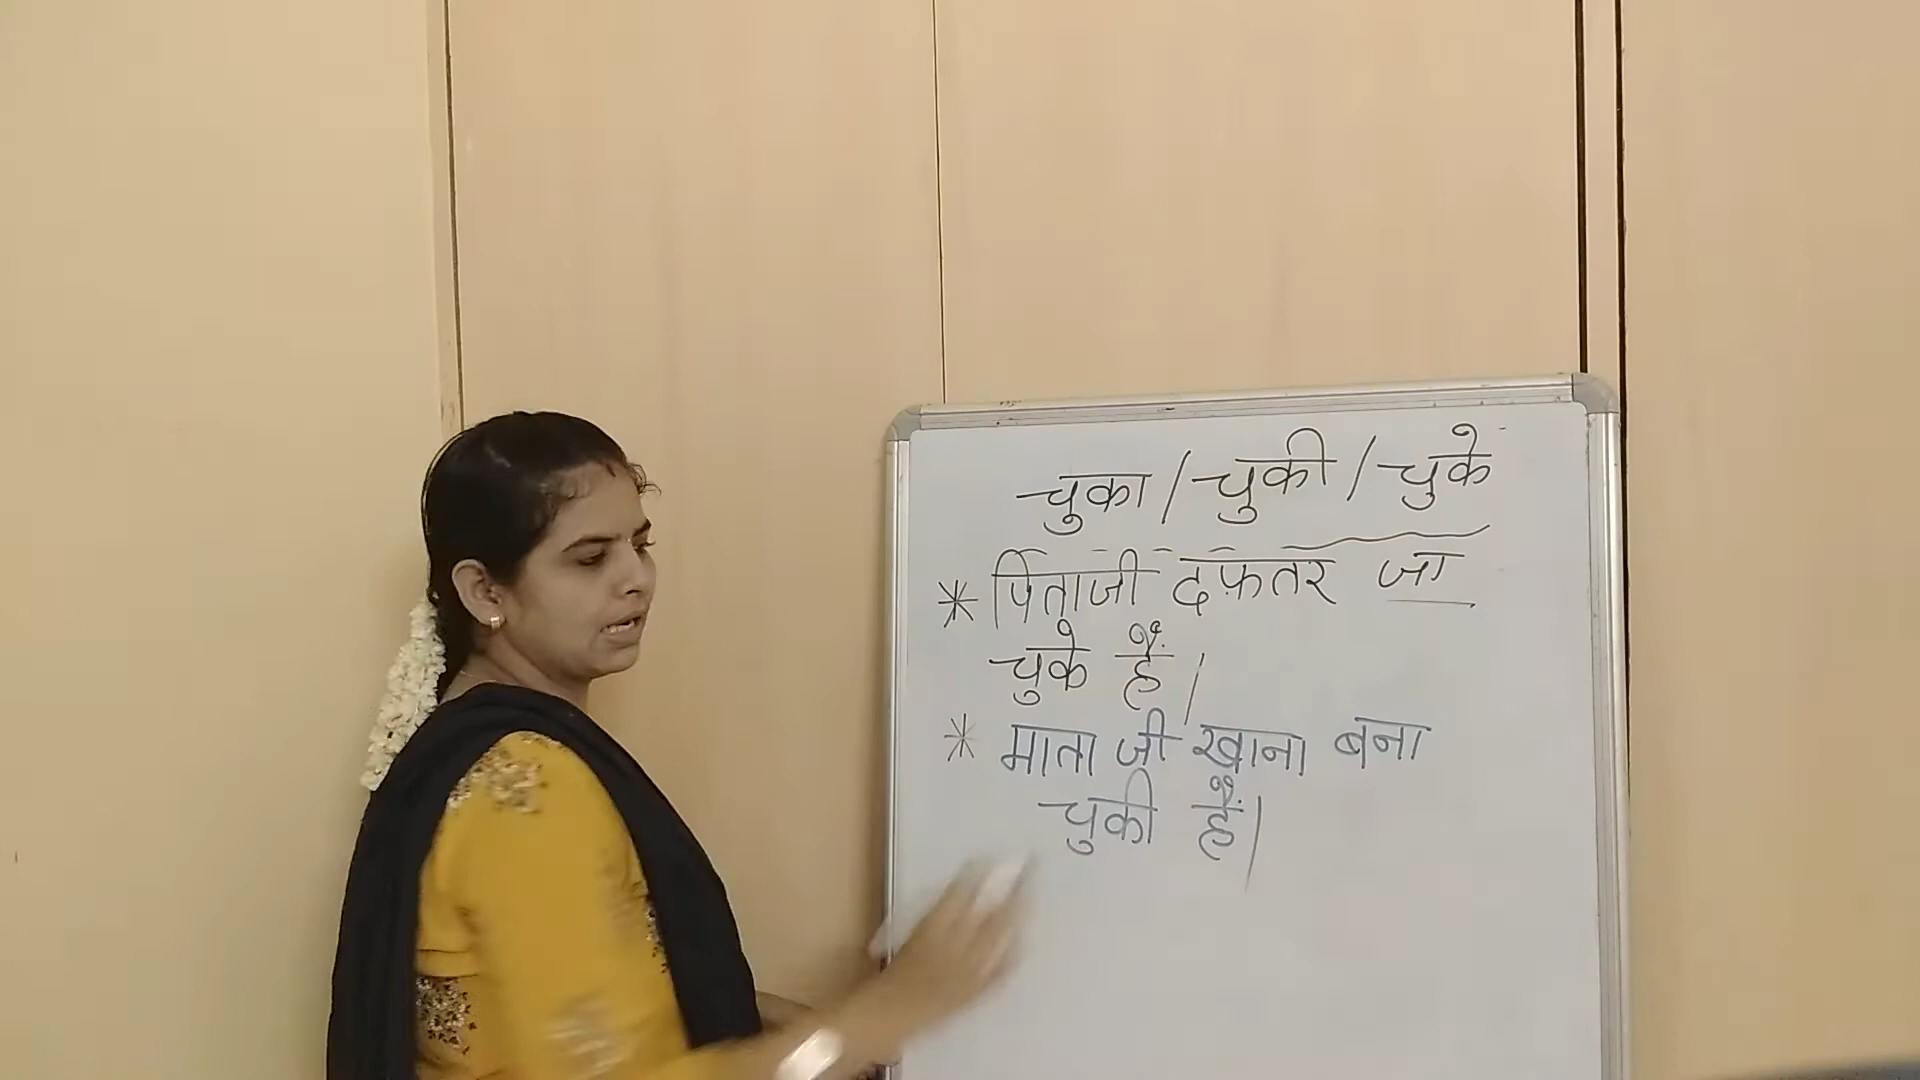 चुका / चुकी / चुके
* पिताजी दफ़तर जा
चुके हैं।
* माता जी खाना बना
चुकी हैं।